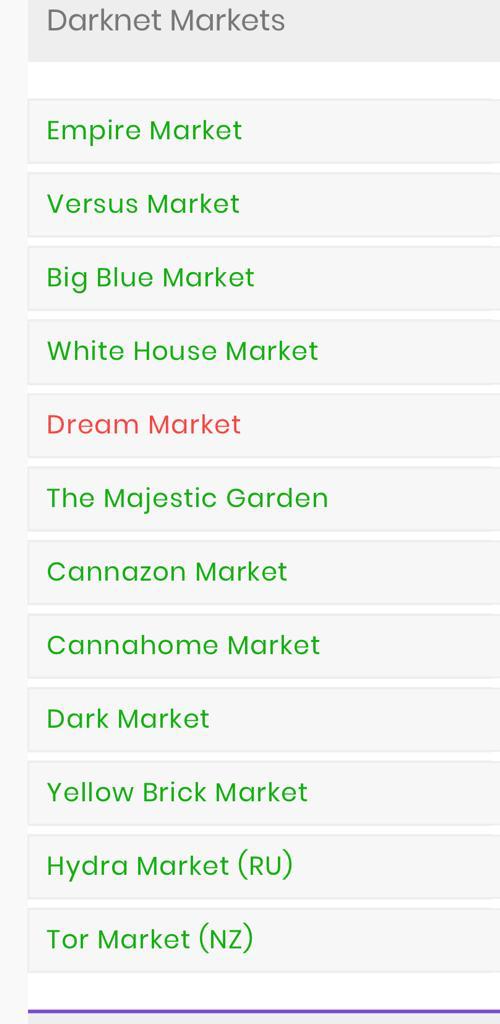 Darknet Markets
Empire Market
Versus Market
Big Blue Market
White House Market
Dream Market
The Majestic Garden
Cannazon Market
Cannahome Market
Dark Market
Yellow Brick Market
Hydra Market (RU)
Tor Market (NZ)